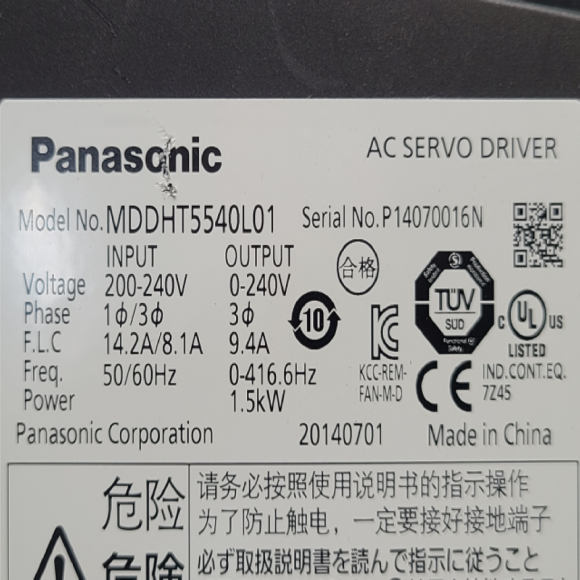 Panasonic AC SERVO DRIVER
Model No. MDDHT5540L01 Serial No. P14070016N
INPUT OUTPUT
合格
Voltage 200-240V 0-240V
Phase 1ϕ/3ϕ 3ϕ
F.L.C 14.2A/8.1A 9.4A
Freq. 50/60Hz 0-416.6Hz
Power 1.5kW
10
KCC-REM-
FAN-M-D
TÜV
SÜD
Functional
Safety
CE
C UL US
LISTED
IND.CONT.EQ.
7Z45
Panasonic Corporation 20140701 Made in China
危险 请务必按照使用说明书的指示操作
为了防止触电，一定要接好接地端子
危険 必ず取扱説明書を読んで指示に従うこと